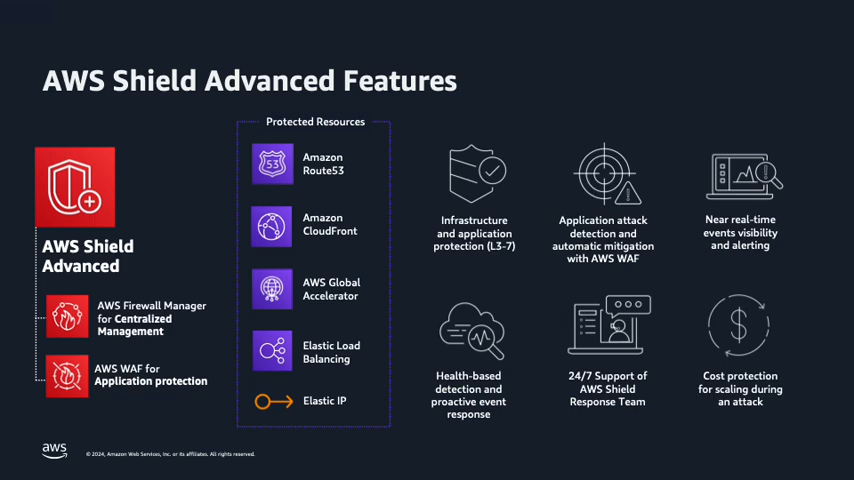 AWS Shield Advanced Features
AWS Shield
Advanced
AWS Firewall Manager
for Centralized
Management
AWS WAF for
Application protection
Protected Resources
53
Amazon
Route53
Amazon
CloudFront
AWS Global
Accelerator
Elastic Load
Balancing
Elastic IP
Infrastructure
and application
protection (L3-7)
Application attack
detection and
automatic mitigation
with AWS WAF
Near real-time
events visibility
and alerting
Health-based
detection and
proactive event
response
24/7 Support of
AWS Shield
Response Team
$
Cost protection
for scaling during
an attack
aws
© 2024, Amazon Web Services, Inc. or its affiliates. All rights reserved.